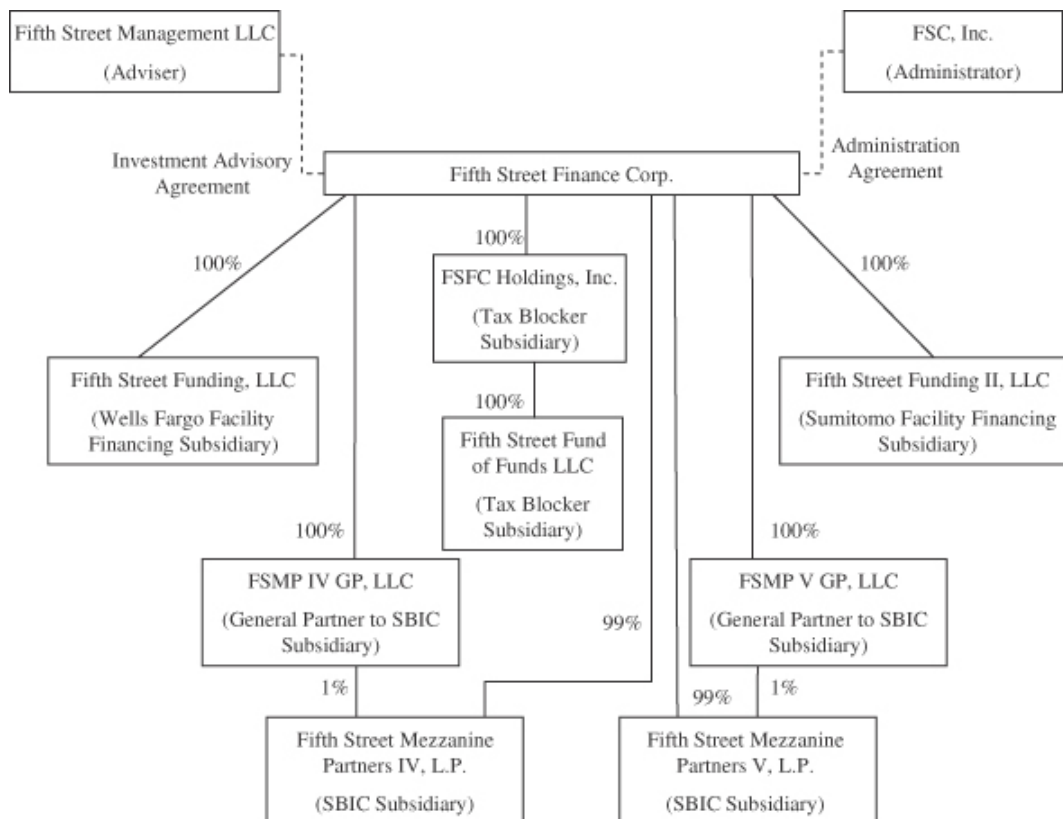 Fifth Street Management LLC
(Adviser)
FSC, Inc.
(Administrator)
Investment Advisory
Agreement
Administration
Agreement
Fifth Street Finance Corp.
100%
100%
100%
FSFC Holdings, Inc.
(Tax Blocker
Subsidiary)
Fifth Street Funding, LLC
(Wells Fargo Facility
Financing Subsidiary)
Fifth Street Funding II, LLC
(Sumitomo Facility Financing
Subsidiary)
100%
Fifth Street Fund
of Funds LLC
(Tax Blocker
Subsidiary)
100%
100%
FSMP IV GP, LLC
(General Partner to SBIC
Subsidiary)
99%
FSMP V GP, LLC
(General Partner to SBIC
Subsidiary)
1%
99%
1%
Fifth Street Mezzanine
Partners IV, L.P.
(SBIC Subsidiary)
Fifth Street Mezzanine
Partners V, L.P.
(SBIC Subsidiary)